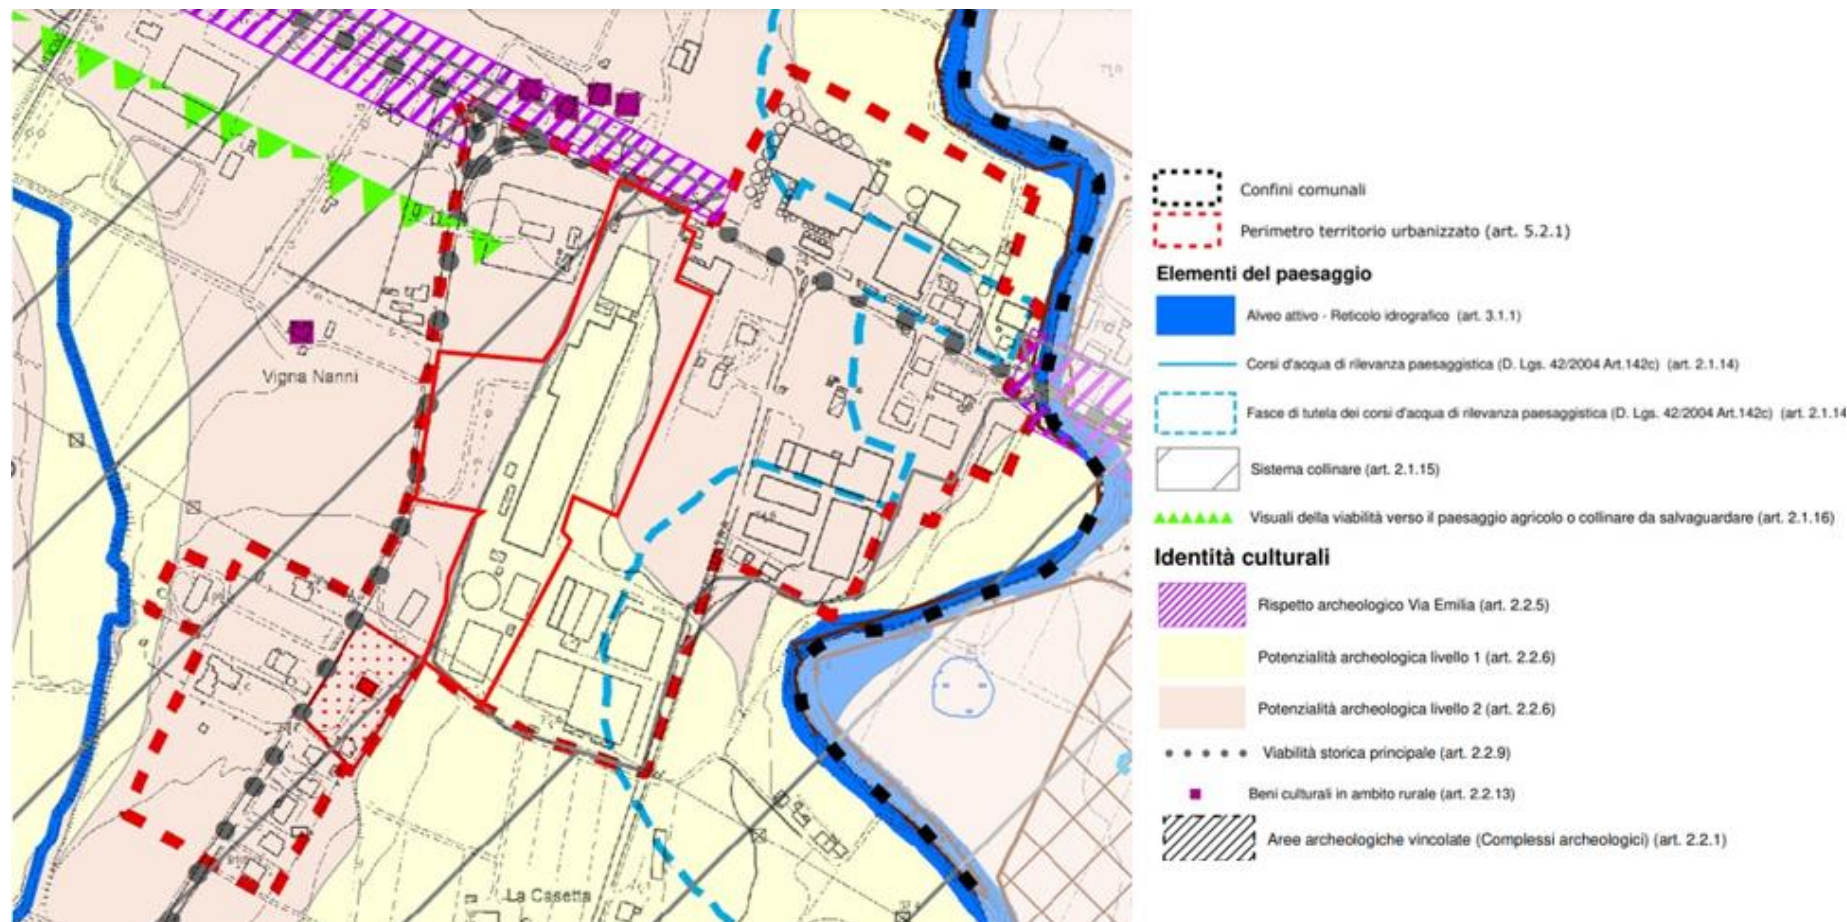 Vigna Nanni
La Casetta
Confini comunali
Perimetro territorio urbanizzato (art. 5.2.1)
Elementi del paesaggio
Alveo attivo - Reticolo idrografico (art. 3.1.1)
Corsi d'acqua di rilevanza paesaggistica (D. Lgs. 42/2004 Art.142c) (art. 2.1.14)
Fasce di tutela dei corsi d'acqua di rilevanza paesaggistica (D. Lgs. 42/2004 Art.142c) (art. 2.1.14
Sistema collinare (art. 2.1.15)
Visuali della viabilità verso il paesaggio agricolo o collinare da salvaguardare (art. 2.1.16)
Identità culturali
Rispetto archeologico Via Emilia (art. 2.2.5)
Potenzialità archeologica livello 1 (art. 2.2.6)
Potenzialità archeologica livello 2 (art. 2.2.6)
Viabilità storica principale (art. 2.2.9)
Beni culturali in ambito rurale (art. 2.2.13)
Aree archeologiche vincolate (Complessi archeologici) (art. 2.2.1)